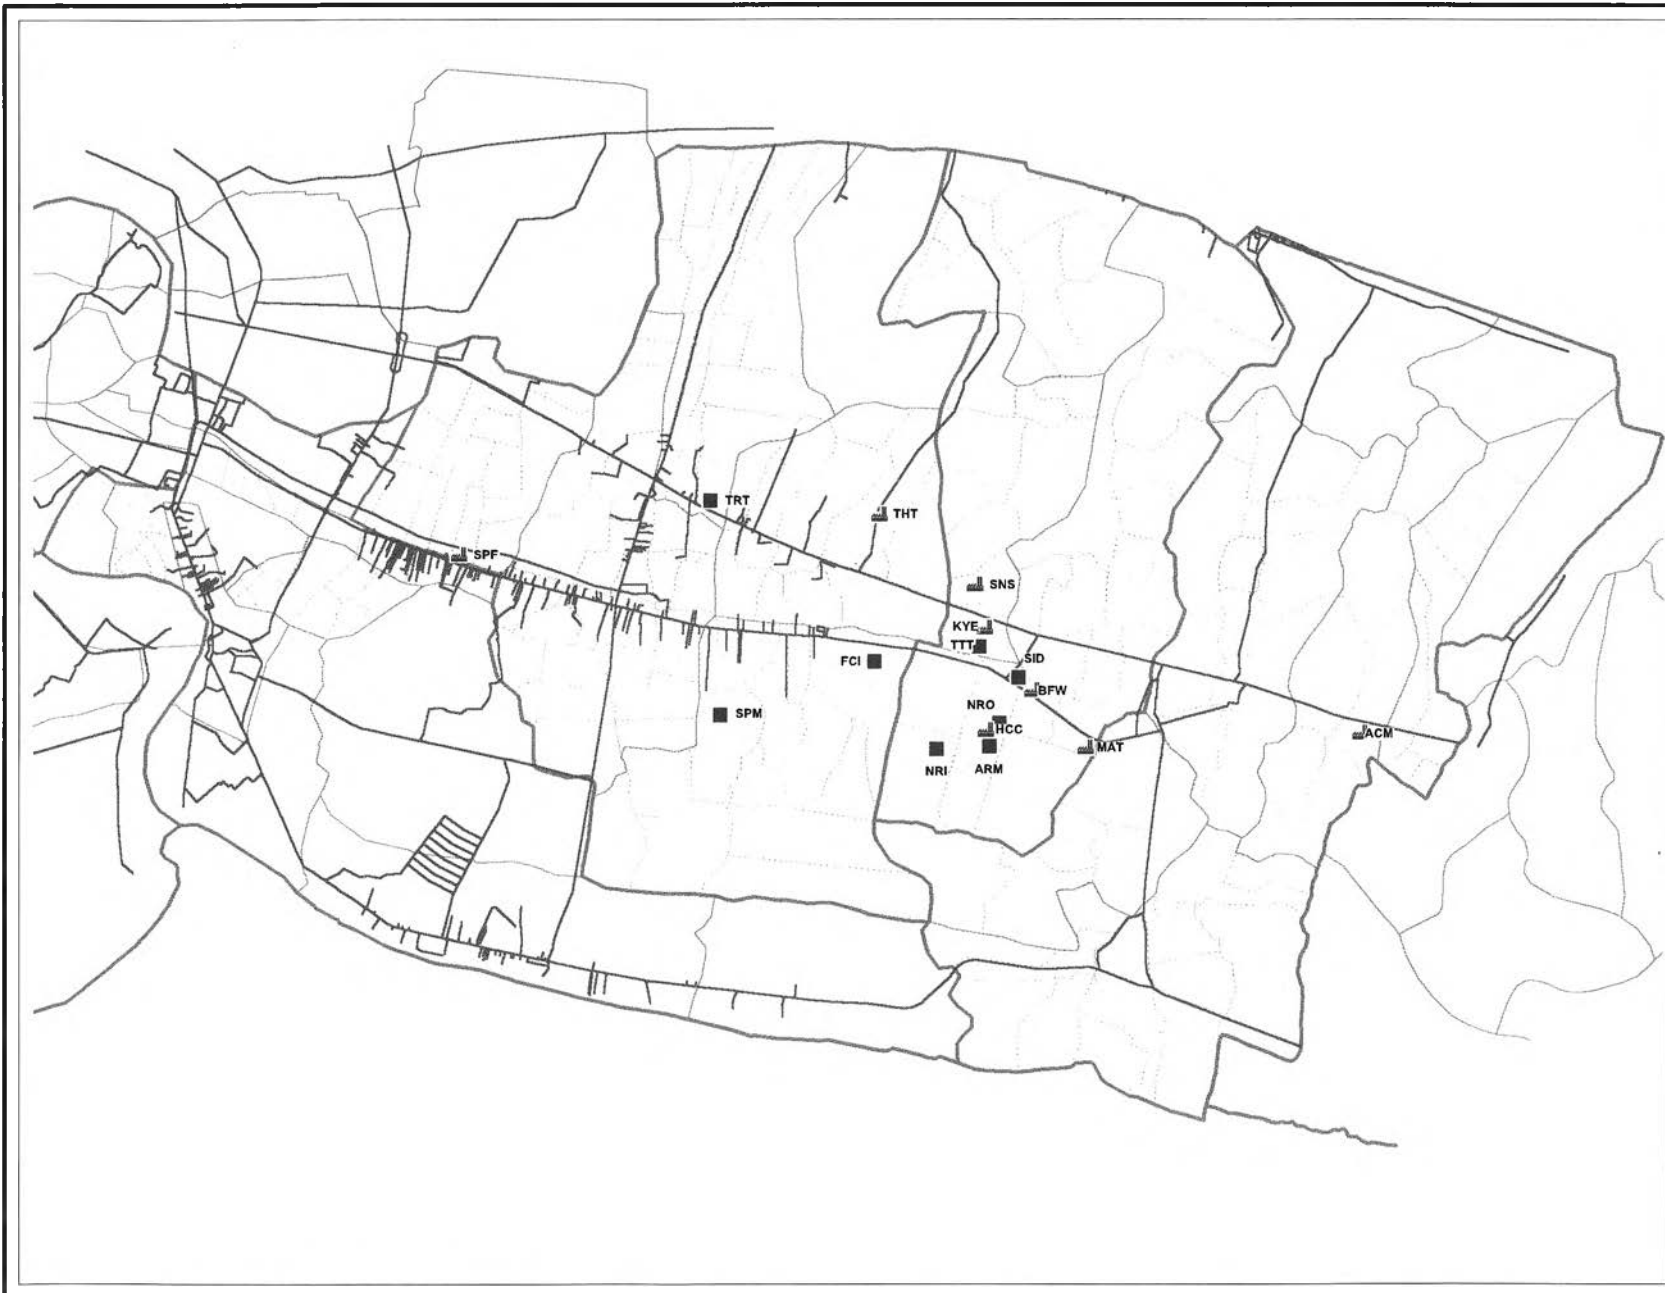 TRT
THT
SPF
SNS
KYE
TTT
SID
FCI
BFW
NRO
SPM
HCC
ACM
MAT
NRI
ARM